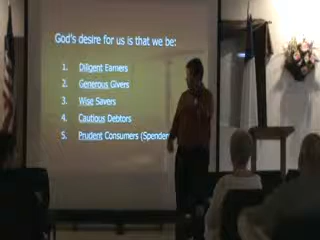 God's desire for us is that we be:
1. Diligent Earners
2. Generous Givers
3. Wise Savers
4. Cautious Debtors
5. Prudent Consumers (Spender